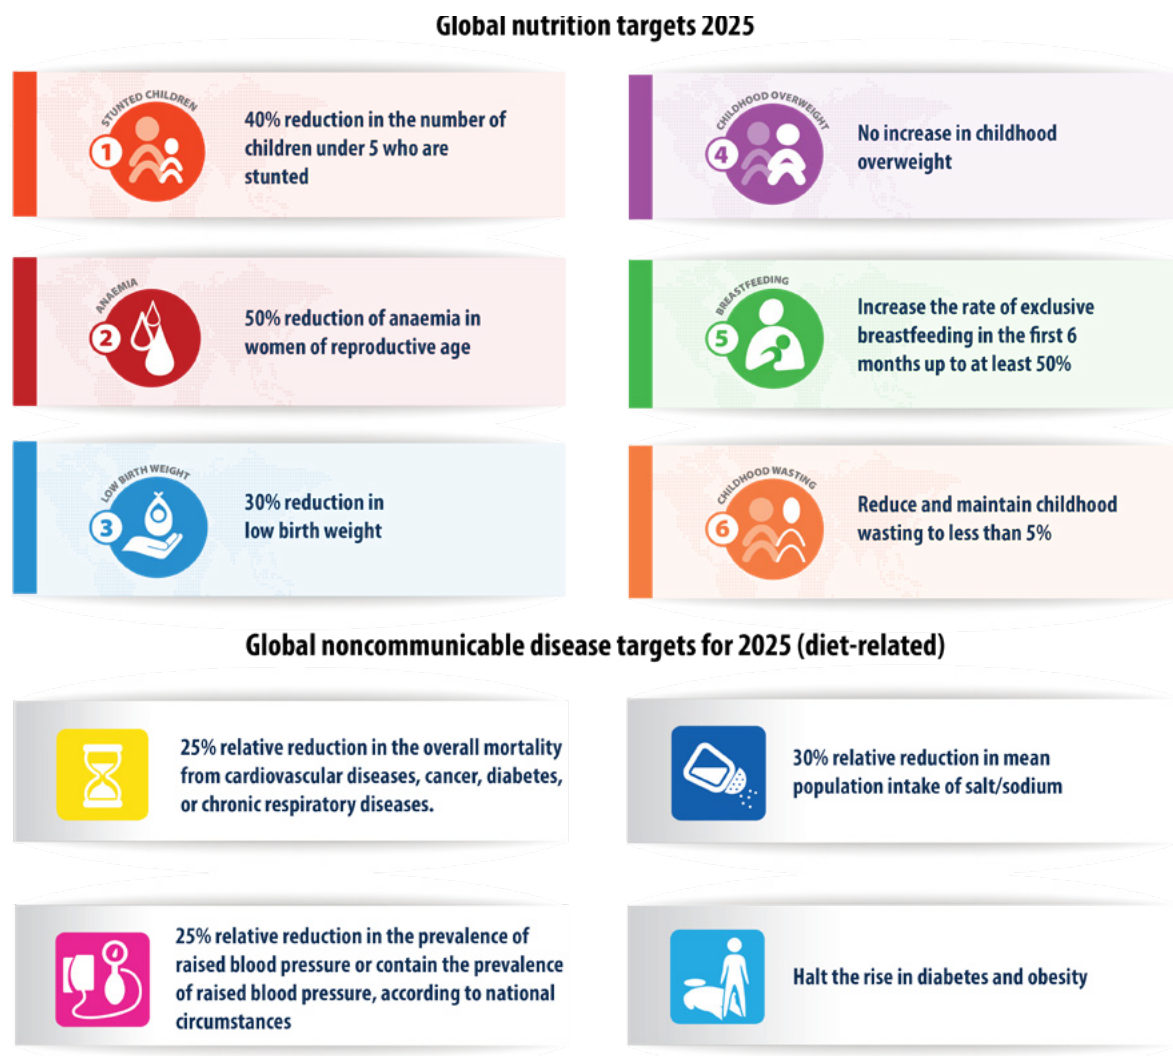 Global nutrition targets 2025
STUNTED CHILDREN
1
40% reduction in the number of
children under 5 who are
stunted
ANAEMIA
2
50% reduction of anaemia in
women of reproductive age
LOW BIRTH WEIGHT
3
30% reduction in
low birth weight
CHILDHOOD OVERWEIGHT
4
No increase in childhood
overweight
BREASTFEEDING
5
Increase the rate of exclusive
breastfeeding in the first 6
months up to at least 50%
CHILDHOOD WASTING
6
Reduce and maintain childhood
wasting to less than 5%
Global noncommunicable disease targets for 2025 (diet-related)
25% relative reduction in the overall mortality
from cardiovascular diseases, cancer, diabetes,
or chronic respiratory diseases.
30% relative reduction in mean
population intake of salt/sodium
25% relative reduction in the prevalence of
raised blood pressure or contain the prevalence
of raised blood pressure, according to national
circumstances
Halt the rise in diabetes and obesity